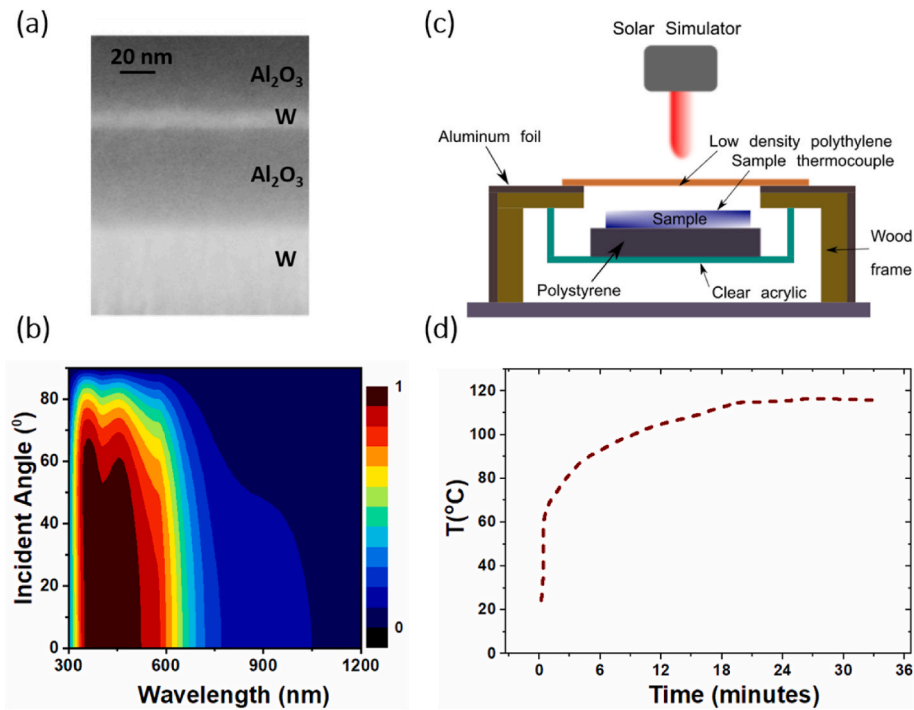 (a)
20 nm
Al2O3
W
Al2O3
W
(c)
Solar Simulator
Aluminum foil
Low density polythylene
Sample thermocouple
Sample
Wood
frame
Polystyrene
Clear acrylic
(b)
Incident Angle (⁰)
80
60
40
20
0
300
600
900
1200
Wavelength (nm)
1
0
(d)
T(°C)
120
100
80
60
40
20
0
0
6
12
18
24
30
36
Time (minutes)